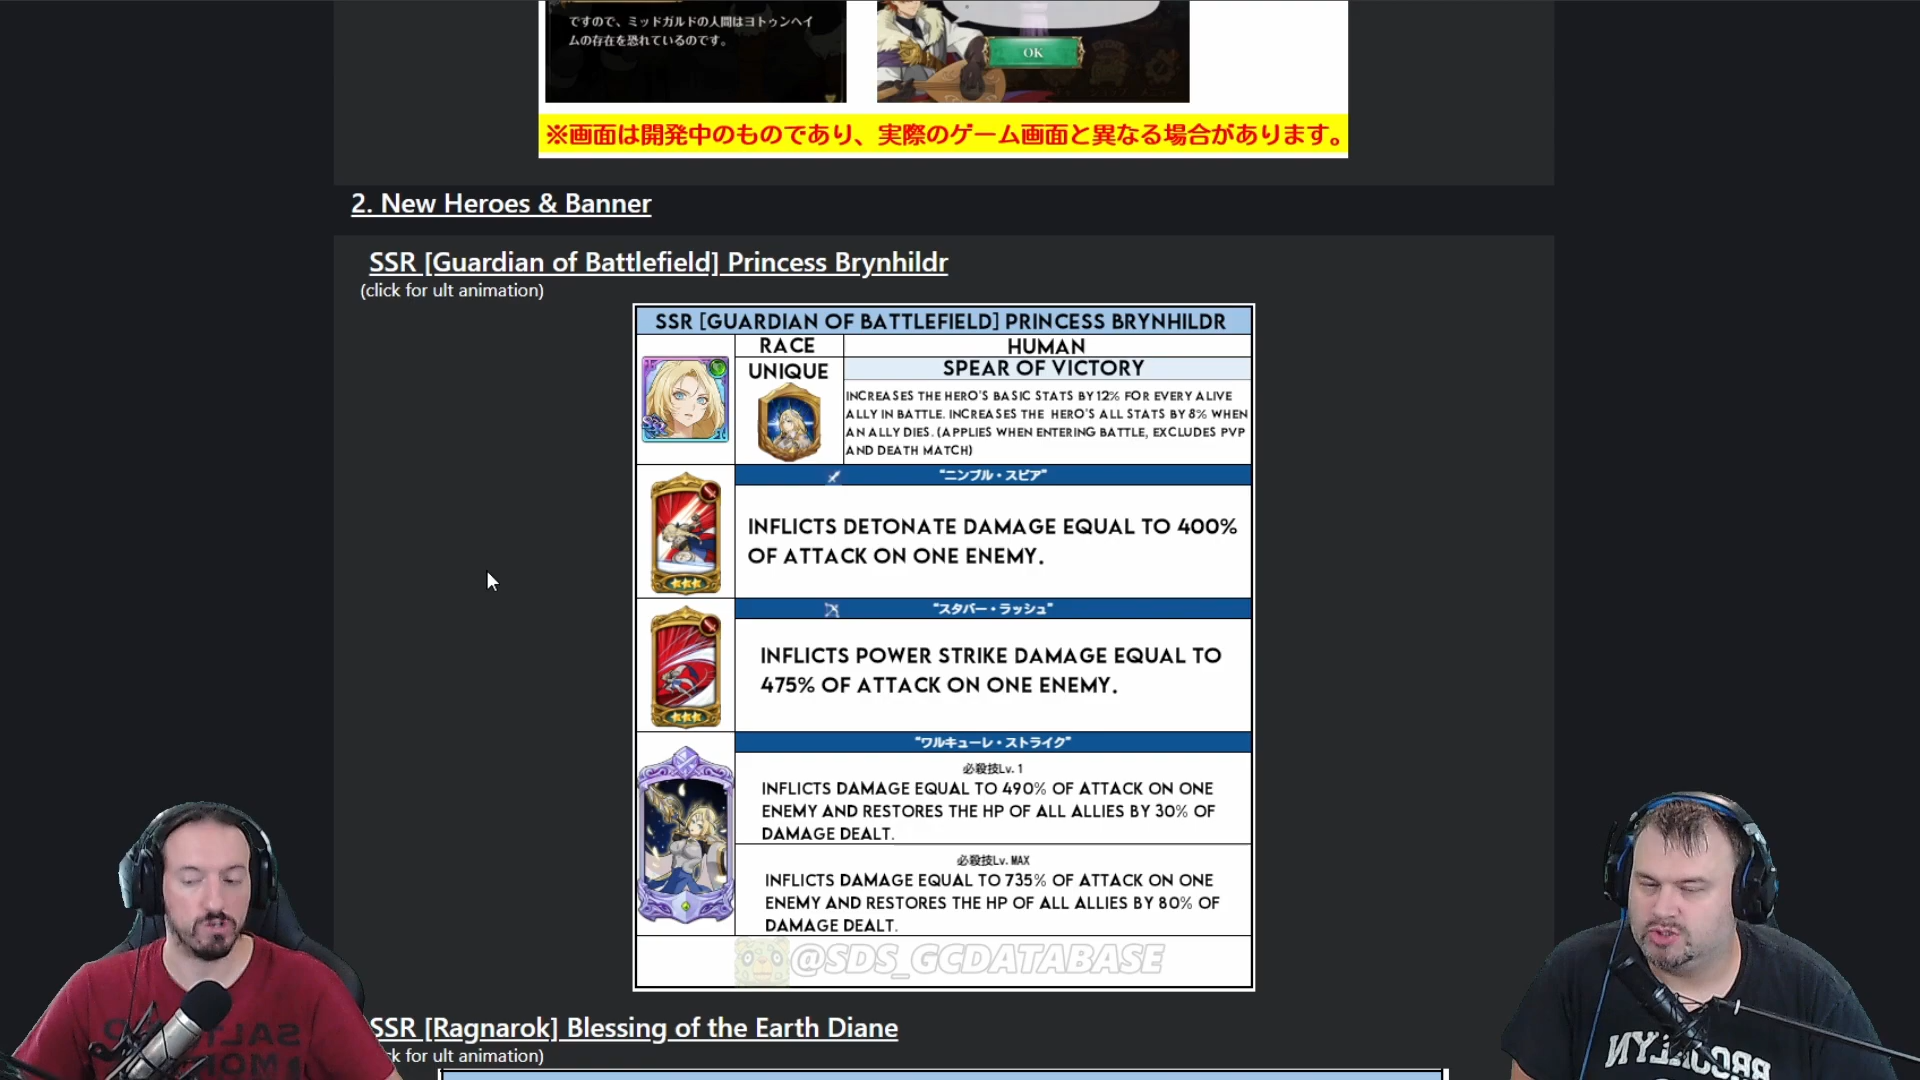 ですので、ミッドガルドの人間はヨトゥンヘイ
ムの存在を恐れているのです。
OK
※画面は開発中のものであり、実際のゲーム画面と異なる場合があります。
2. New Heroes & Banner
SSR [Guardian of Battlefield] Princess Brynhildr
(click for ult animation)
SSR [GUARDIAN OF BATTLEFIELD] PRINCESS BRYNHILDR
RACE
HUMAN
UNIQUE
SPEAR OF VICTORY
INCREASES THE HERO'S BASIC STATS BY 12% FOR EVERY ALIVE
ALLY IN BATTLE. INCREASES THE HERO'S ALL STATS BY 8% WHEN
AN ALLY DIES. (APPLIES WHEN ENTERING BATTLE, EXCLUDES PVP
AND DEATH MATCH)
SSR
"ニンブル・スピア"
INFLICTS DETONATE DAMAGE EQUAL TO 400%
OF ATTACK ON ONE ENEMY.
"スタバー・ラッシュ"
INFLICTS POWER STRIKE DAMAGE EQUAL TO
475% OF ATTACK ON ONE ENEMY.
"ワルキューレ・ストライク"
必殺技Lv. 1
INFLICTS DAMAGE EQUAL TO 490% OF ATTACK ON ONE
ENEMY AND RESTORES THE HP OF ALL ALLIES BY 30% OF
DAMAGE DEALT.
必殺技Lv. MAX
INFLICTS DAMAGE EQUAL TO 735% OF ATTACK ON ONE
ENEMY AND RESTORES THE HP OF ALL ALLIES BY 80% OF
DAMAGE DEALT.
@SDS_GCDATABASE
SSR [Ragnarok] Blessing of the Earth Diane
ck for ult animation)
BROOKLYN